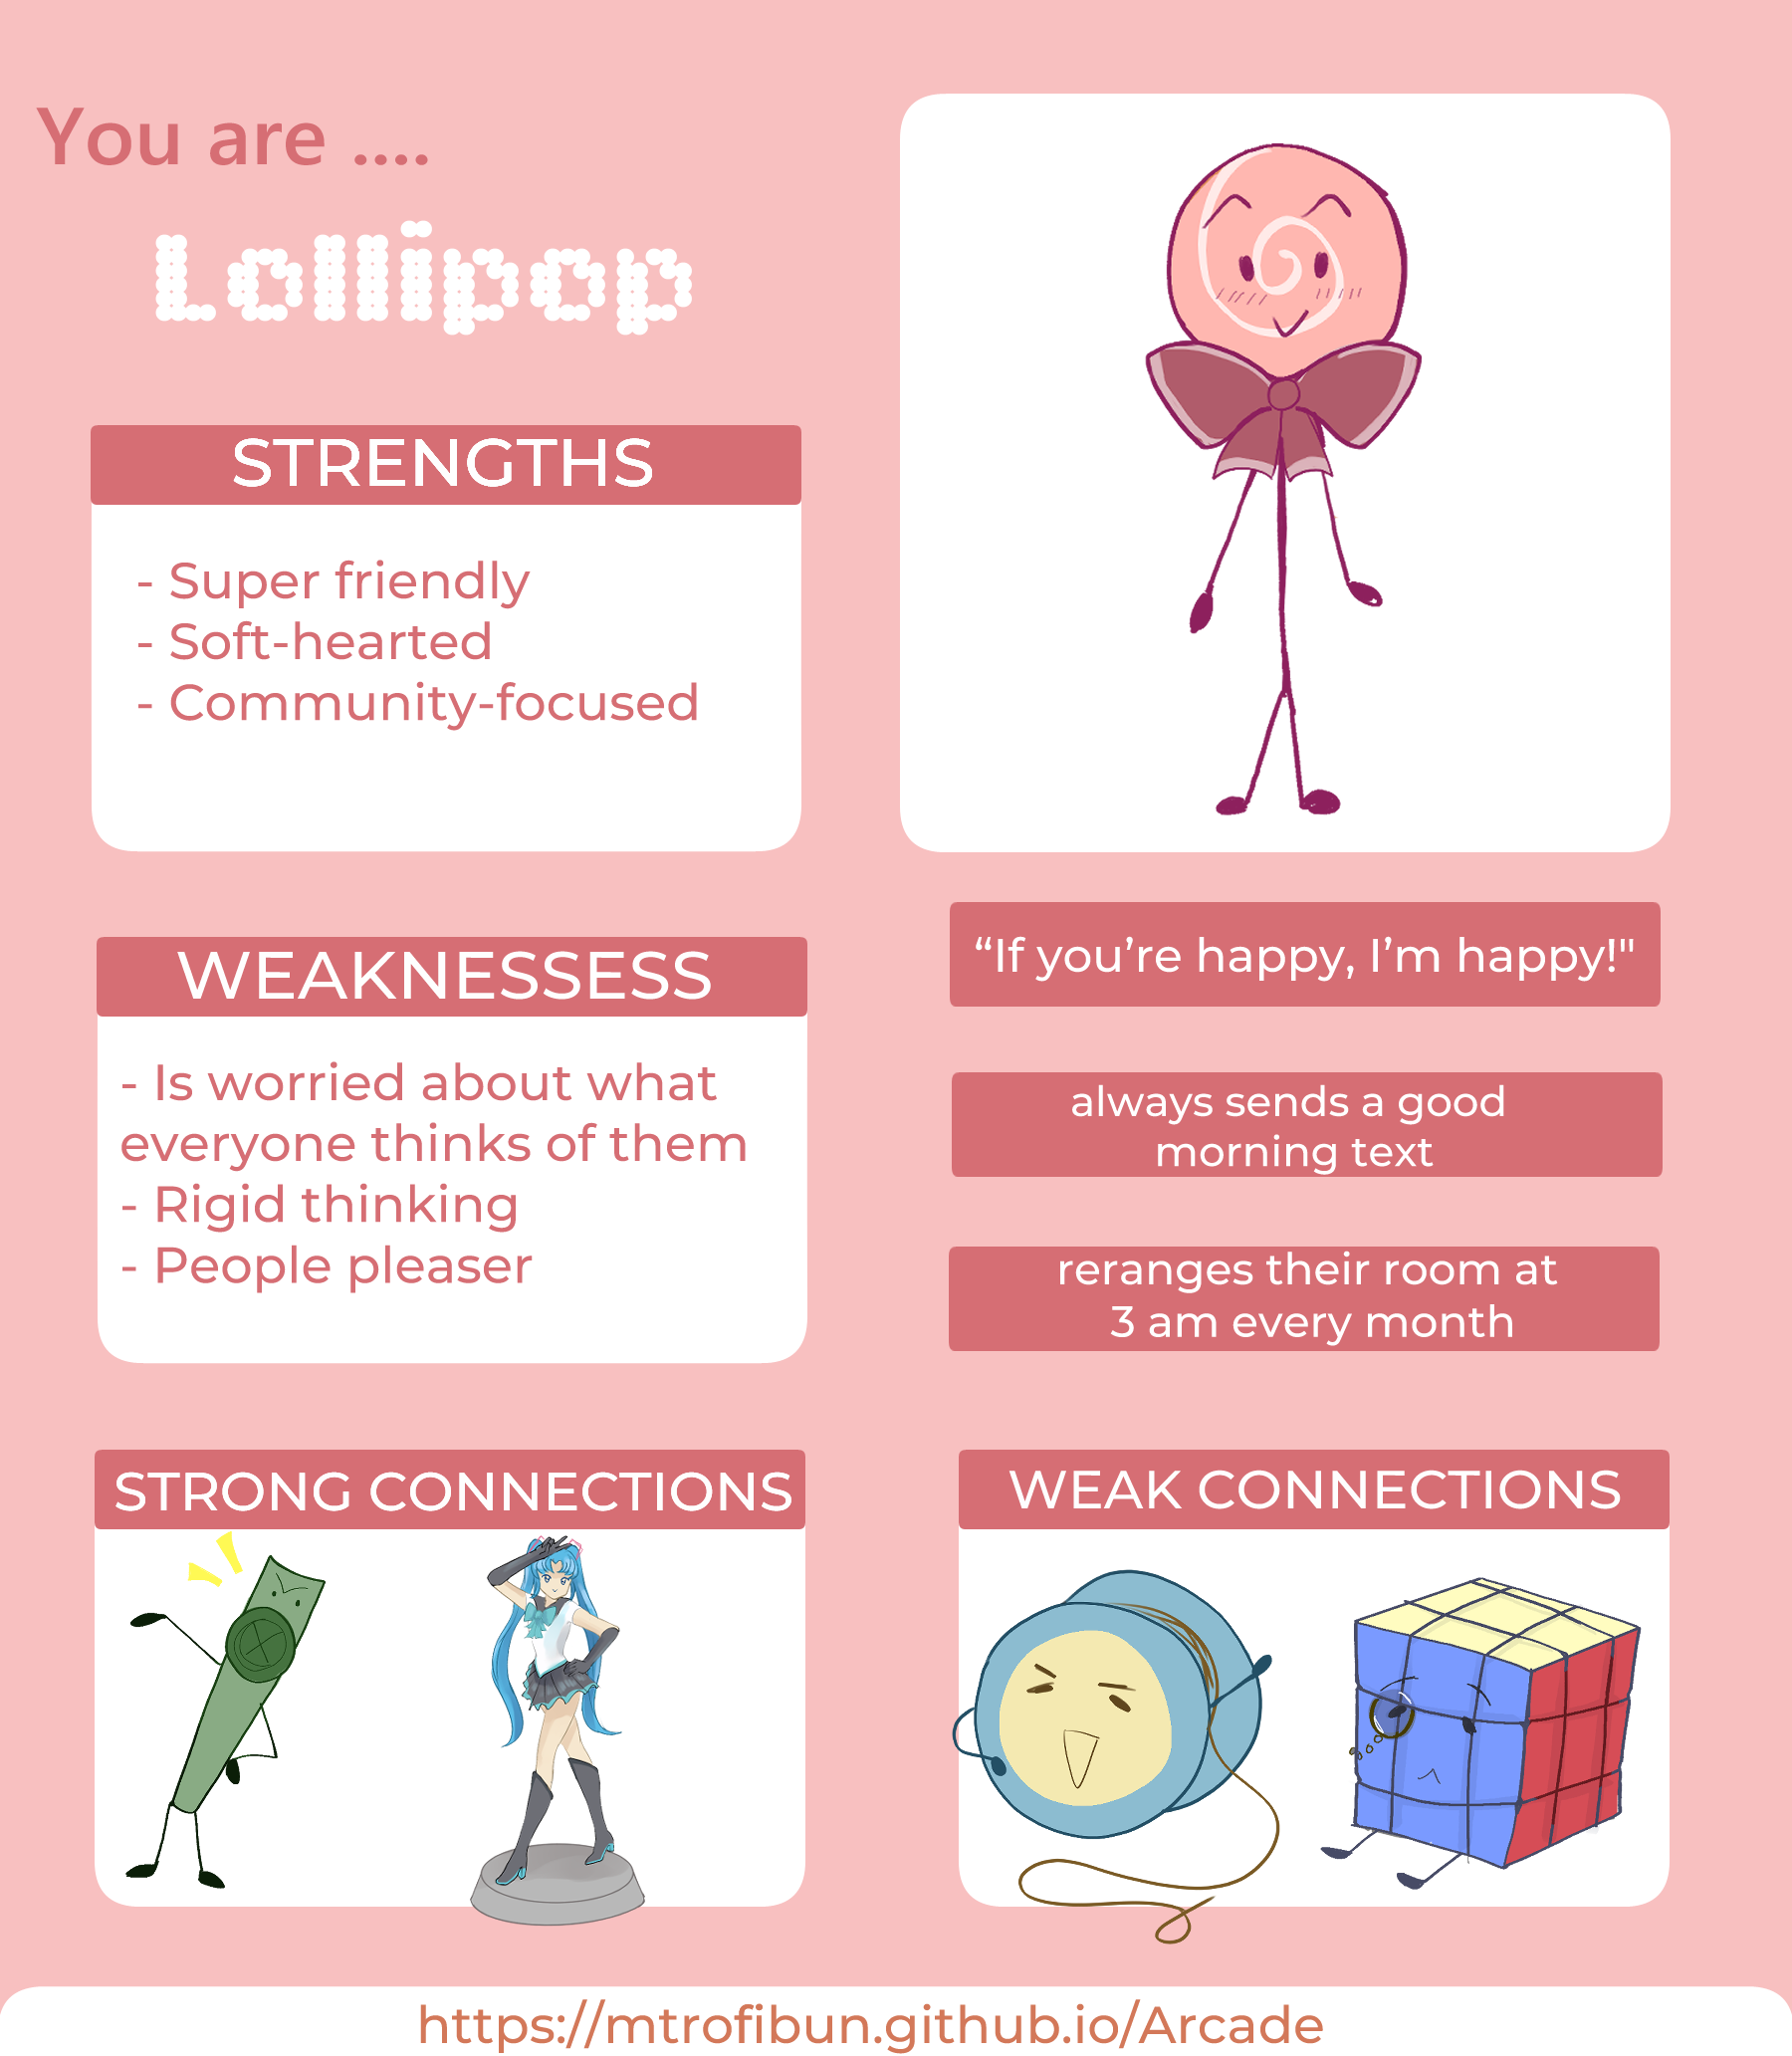 You are ....
Lollipop
STRENGTHS
- Super friendly
- Soft-hearted
- Community-focused
WEAKNESSESS
- Is worried about what
everyone thinks of them
- Rigid thinking
- People pleaser
“If you’re happy, I’m happy!"
always sends a good
morning text
reranges their room at
3 am every month
STRONG CONNECTIONS
WEAK CONNECTIONS
https://mtrofibun.github.io/Arcade